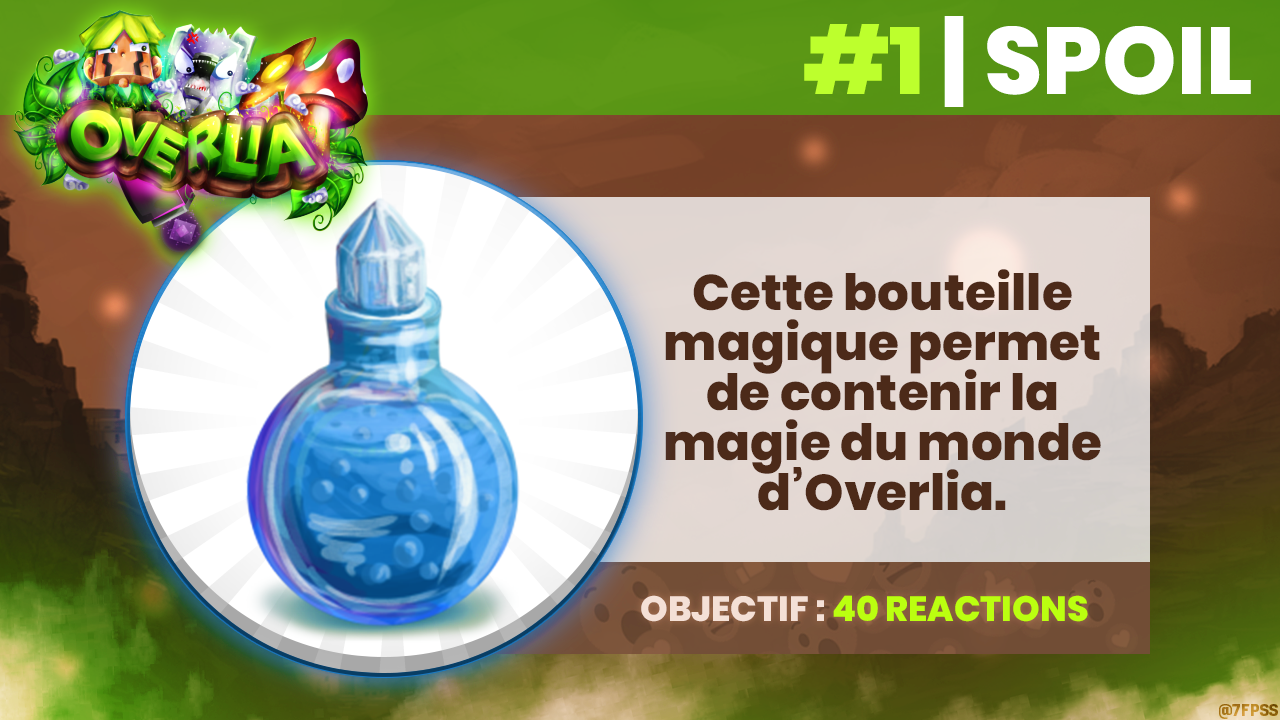 OVERLIA
#1 | SPOIL
Cette bouteille
magique permet
de contenir la
magie du monde
d’Overlia.
OBJECTIF : 40 REACTIONS
@7FPSS